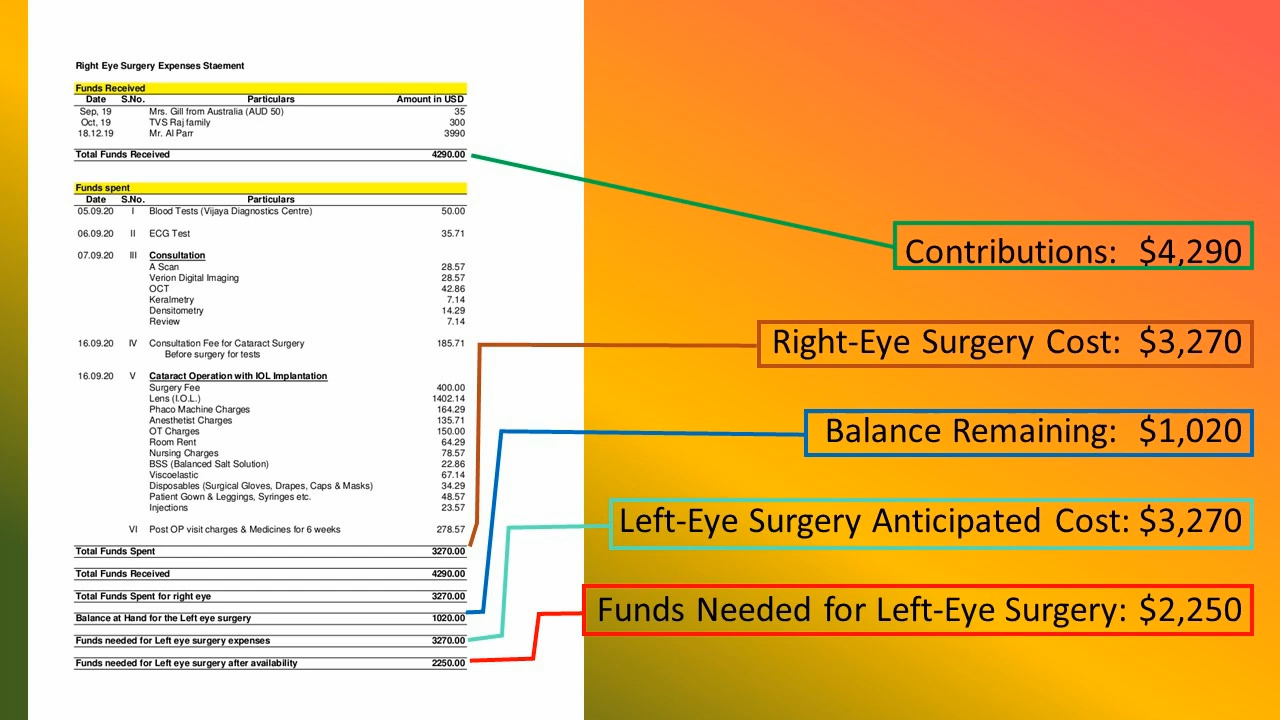 Right Eye Surgery Expenses Staement
Funds Received
Date S.No. Particulars Amount in USD
Sep, 19 Mrs. Gill from Australia (AUD 50) 35
Oct, 19 TVS Raj family 300
18.12.19 Mr. Al Parr 3990
Total Funds Received 4290.00
Funds spent
Date S.No. Particulars
05.09.20 I Blood Tests (Vijaya Diagnostics Centre) 50.00
06.09.20 II ECG Test 35.71
07.09.20 III Consultation
A Scan 28.57
Verion Digital Imaging 28.57
OCT 42.86
Keralmetry 7.14
Densitometry 14.29
Review 7.14
16.09.20 IV Consultation Fee for Cataract Surgery 185.71
Before surgery for tests
16.09.20 V Cataract Operation with IOL Implantation
Surgery Fee 400.00
Lens (I.O.L.) 1402.14
Phaco Machine Charges 164.29
Anesthetist Charges 135.71
OT Charges 150.00
Room Rent 64.29
Nursing Charges 78.57
BSS (Balanced Salt Solution) 22.86
Viscoelastic 67.14
Disposables (Surgical Gloves, Drapes, Caps & Masks) 34.29
Patient Gown & Leggings, Syringes etc. 48.57
Injections 23.57
VI Post OP visit charges & Medicines for 6 weeks 278.57
Total Funds Spent 3270.00
Total Funds Received 4290.00
Total Funds Spent for right eye 3270.00
Balance at Hand for the Left eye surgery 1020.00
Funds needed for Left eye surgery expenses 3270.00
Funds needed for Left eye surgery after availability 2250.00
Contributions: $4,290
Right-Eye Surgery Cost: $3,270
Balance Remaining: $1,020
Left-Eye Surgery Anticipated Cost: $3,270
Funds Needed for Left-Eye Surgery: $2,250